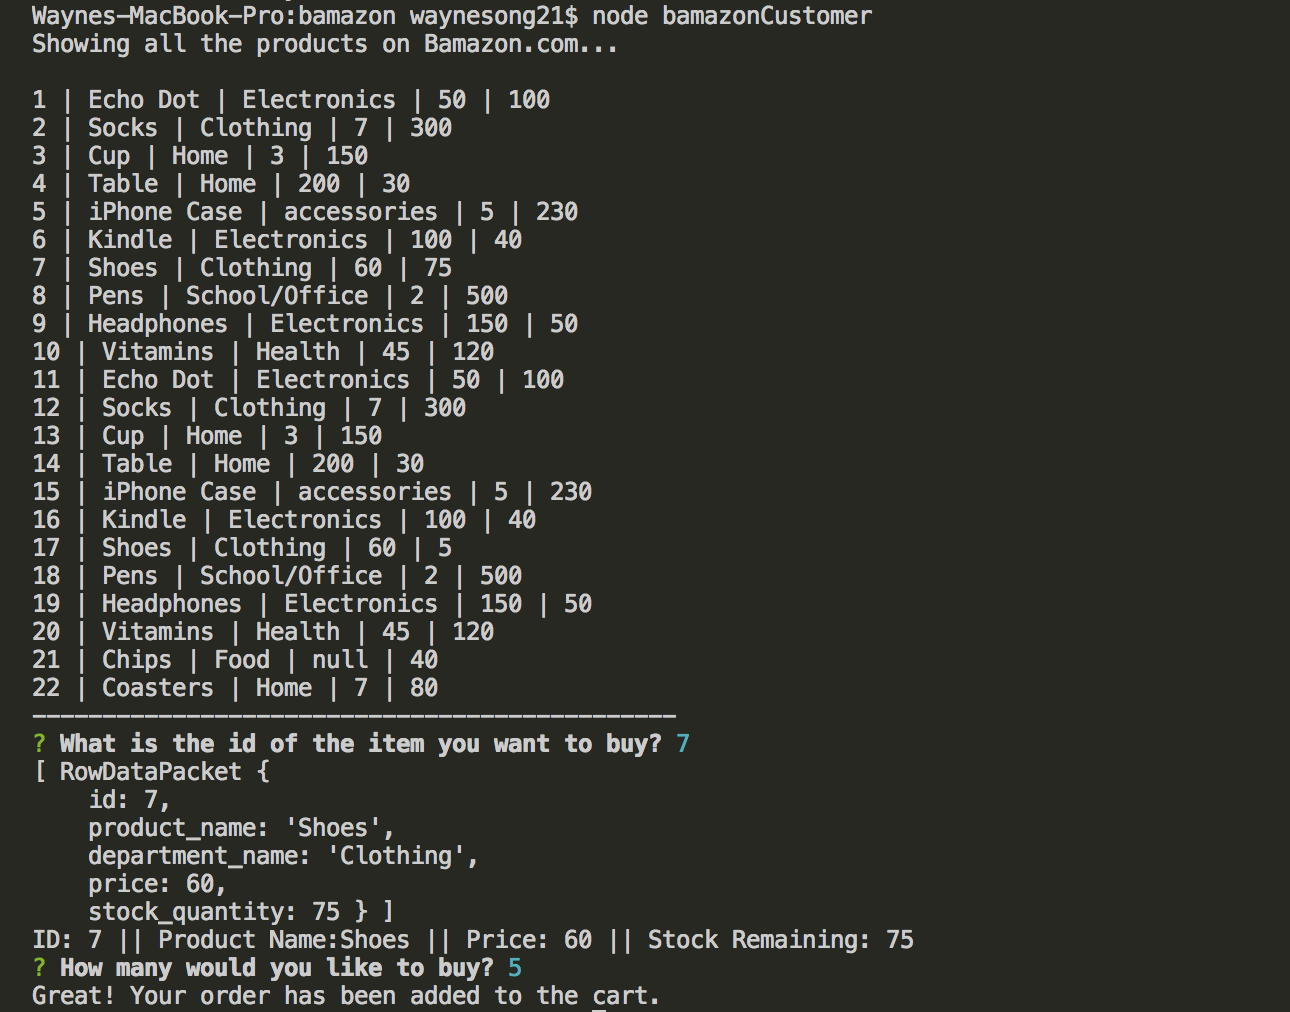 Waynes-MacBook-Pro:bamazon waynesong21$ node bamazonCustomer
Showing all the products on Bamazon.com...
1 | Echo Dot | Electronics | 50 | 100
2 | Socks | Clothing | 7 | 300
3 | Cup | Home | 3 | 150
4 | Table | Home | 200 | 30
5 | iPhone Case | accessories | 5 | 230
6 | Kindle | Electronics | 100 | 40
7 | Shoes | Clothing | 60 | 75
8 | Pens | School/Office | 2 | 500
9 | Headphones | Electronics | 150 | 50
10 | Vitamins | Health | 45 | 120
11 | Echo Dot | Electronics | 50 | 100
12 | Socks | Clothing | 7 | 300
13 | Cup | Home | 3 | 150
14 | Table | Home | 200 | 30
15 | iPhone Case | accessories | 5 | 230
16 | Kindle | Electronics | 100 | 40
17 | Shoes | Clothing | 60 | 5
18 | Pens | School/Office | 2 | 500
19 | Headphones | Electronics | 150 | 50
20 | Vitamins | Health | 45 | 120
21 | Chips | Food | null | 40
22 | Coasters | Home | 7 | 80
----------------------------------------------
? What is the id of the item you want to buy? 7
[ RowDataPacket {
    id: 7,
    product_name: 'Shoes',
    department_name: 'Clothing',
    price: 60,
    stock_quantity: 75 } ]
ID: 7 || Product Name:Shoes || Price: 60 || Stock Remaining: 75
? How many would you like to buy? 5
Great! Your order has been added to the cart.